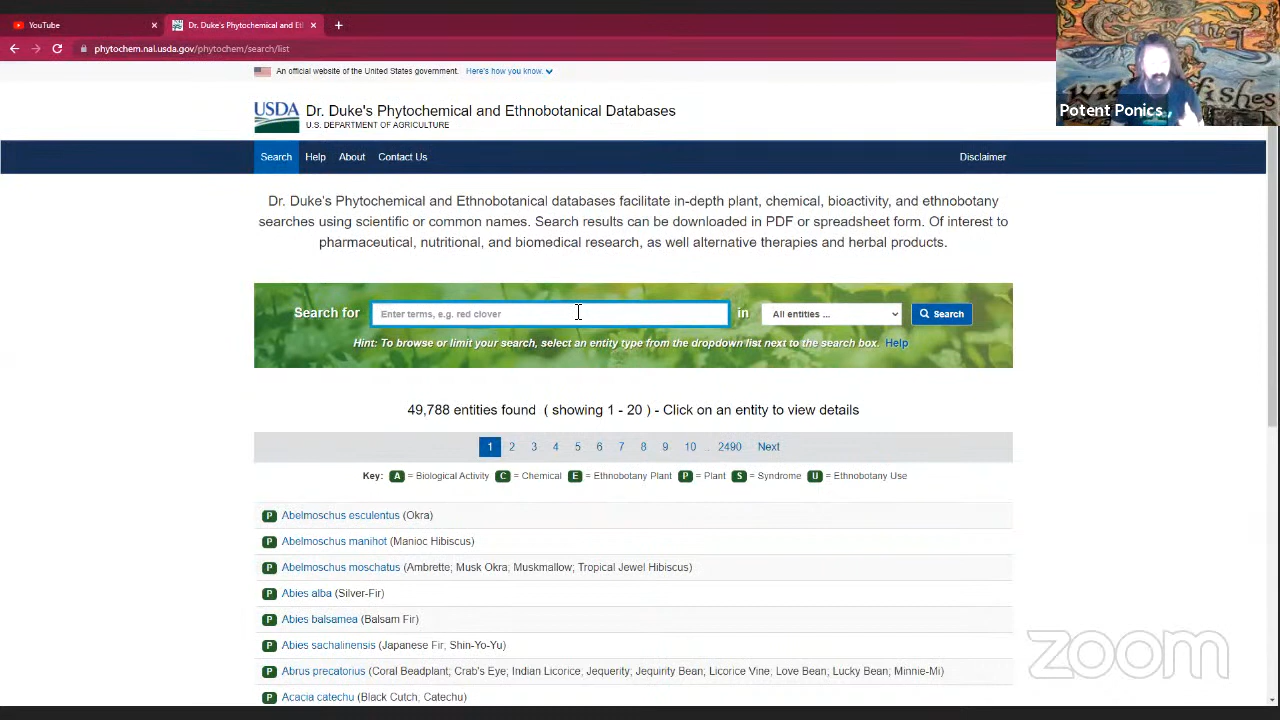 YouTube
Dr. Duke's Phytochemical and Et
phytochem.nal.usda.gov/phytochem/search/list
Potent Ponics
An official website of the United States government. Here's how you know.
USDA Dr. Duke's Phytochemical and Ethnobotanical Databases
U.S. DEPARTMENT OF AGRICULTURE
Search Help About Contact Us Disclaimer
Dr. Duke's Phytochemical and Ethnobotanical databases facilitate in-depth plant, chemical, bioactivity, and ethnobotany
searches using scientific or common names. Search results can be downloaded in PDF or spreadsheet form. Of interest to
pharmaceutical, nutritional, and biomedical research, as well alternative therapies and herbal products.
Search for Enter terms, e.g. red clover in All entities ... Search
Hint: To browse or limit your search, select an entity type from the dropdown list next to the search box. Help
49,788 entities found ( showing 1 - 20 ) - Click on an entity to view details
1 2 3 4 5 6 7 8 9 10 .. 2490 Next
Key: A = Biological Activity C = Chemical E = Ethnobotany Plant P = Plant S = Syndrome U = Ethnobotany Use
P Abelmoschus esculentus (Okra)
P Abelmoschus manihot (Manioc Hibiscus)
P Abelmoschus moschatus (Ambrette; Musk Okra; Muskmallow; Tropical Jewel Hibiscus)
P Abies alba (Silver-Fir)
P Abies balsamea (Balsam Fir)
P Abies sachalinensis (Japanese Fir; Shin-Yo-Yu)
P Abrus precatorius (Coral Beadplant; Crab's Eye; Indian Licorice; Jequerity; Jequirity Bean; Licorice Vine; Love Bean; Lucky Bean; Minnie-Mi)
P Acacia catechu (Black Cutch, Catechu)
zoom